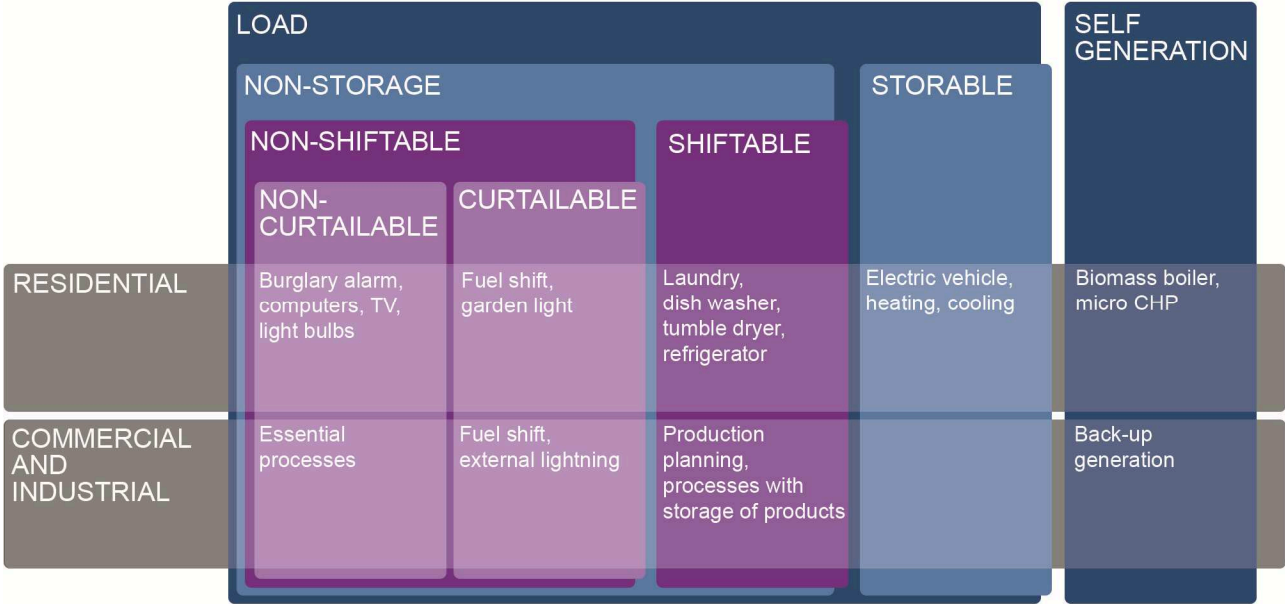 LOAD
SELF
GENERATION
NON-STORAGE
STORABLE
NON-SHIFTABLE
SHIFTABLE
NON-
CURTAILABLE
CURTAILABLE
RESIDENTIAL
Burglary alarm,
computers, TV,
light bulbs
Fuel shift,
garden light
Laundry,
dish washer,
tumble dryer,
refrigerator
Electric vehicle,
heating, cooling
Biomass boiler,
micro CHP
COMMERCIAL
AND
INDUSTRIAL
Essential
processes
Fuel shift,
external lightning
Production
planning,
processes with
storage of products
Back-up
generation